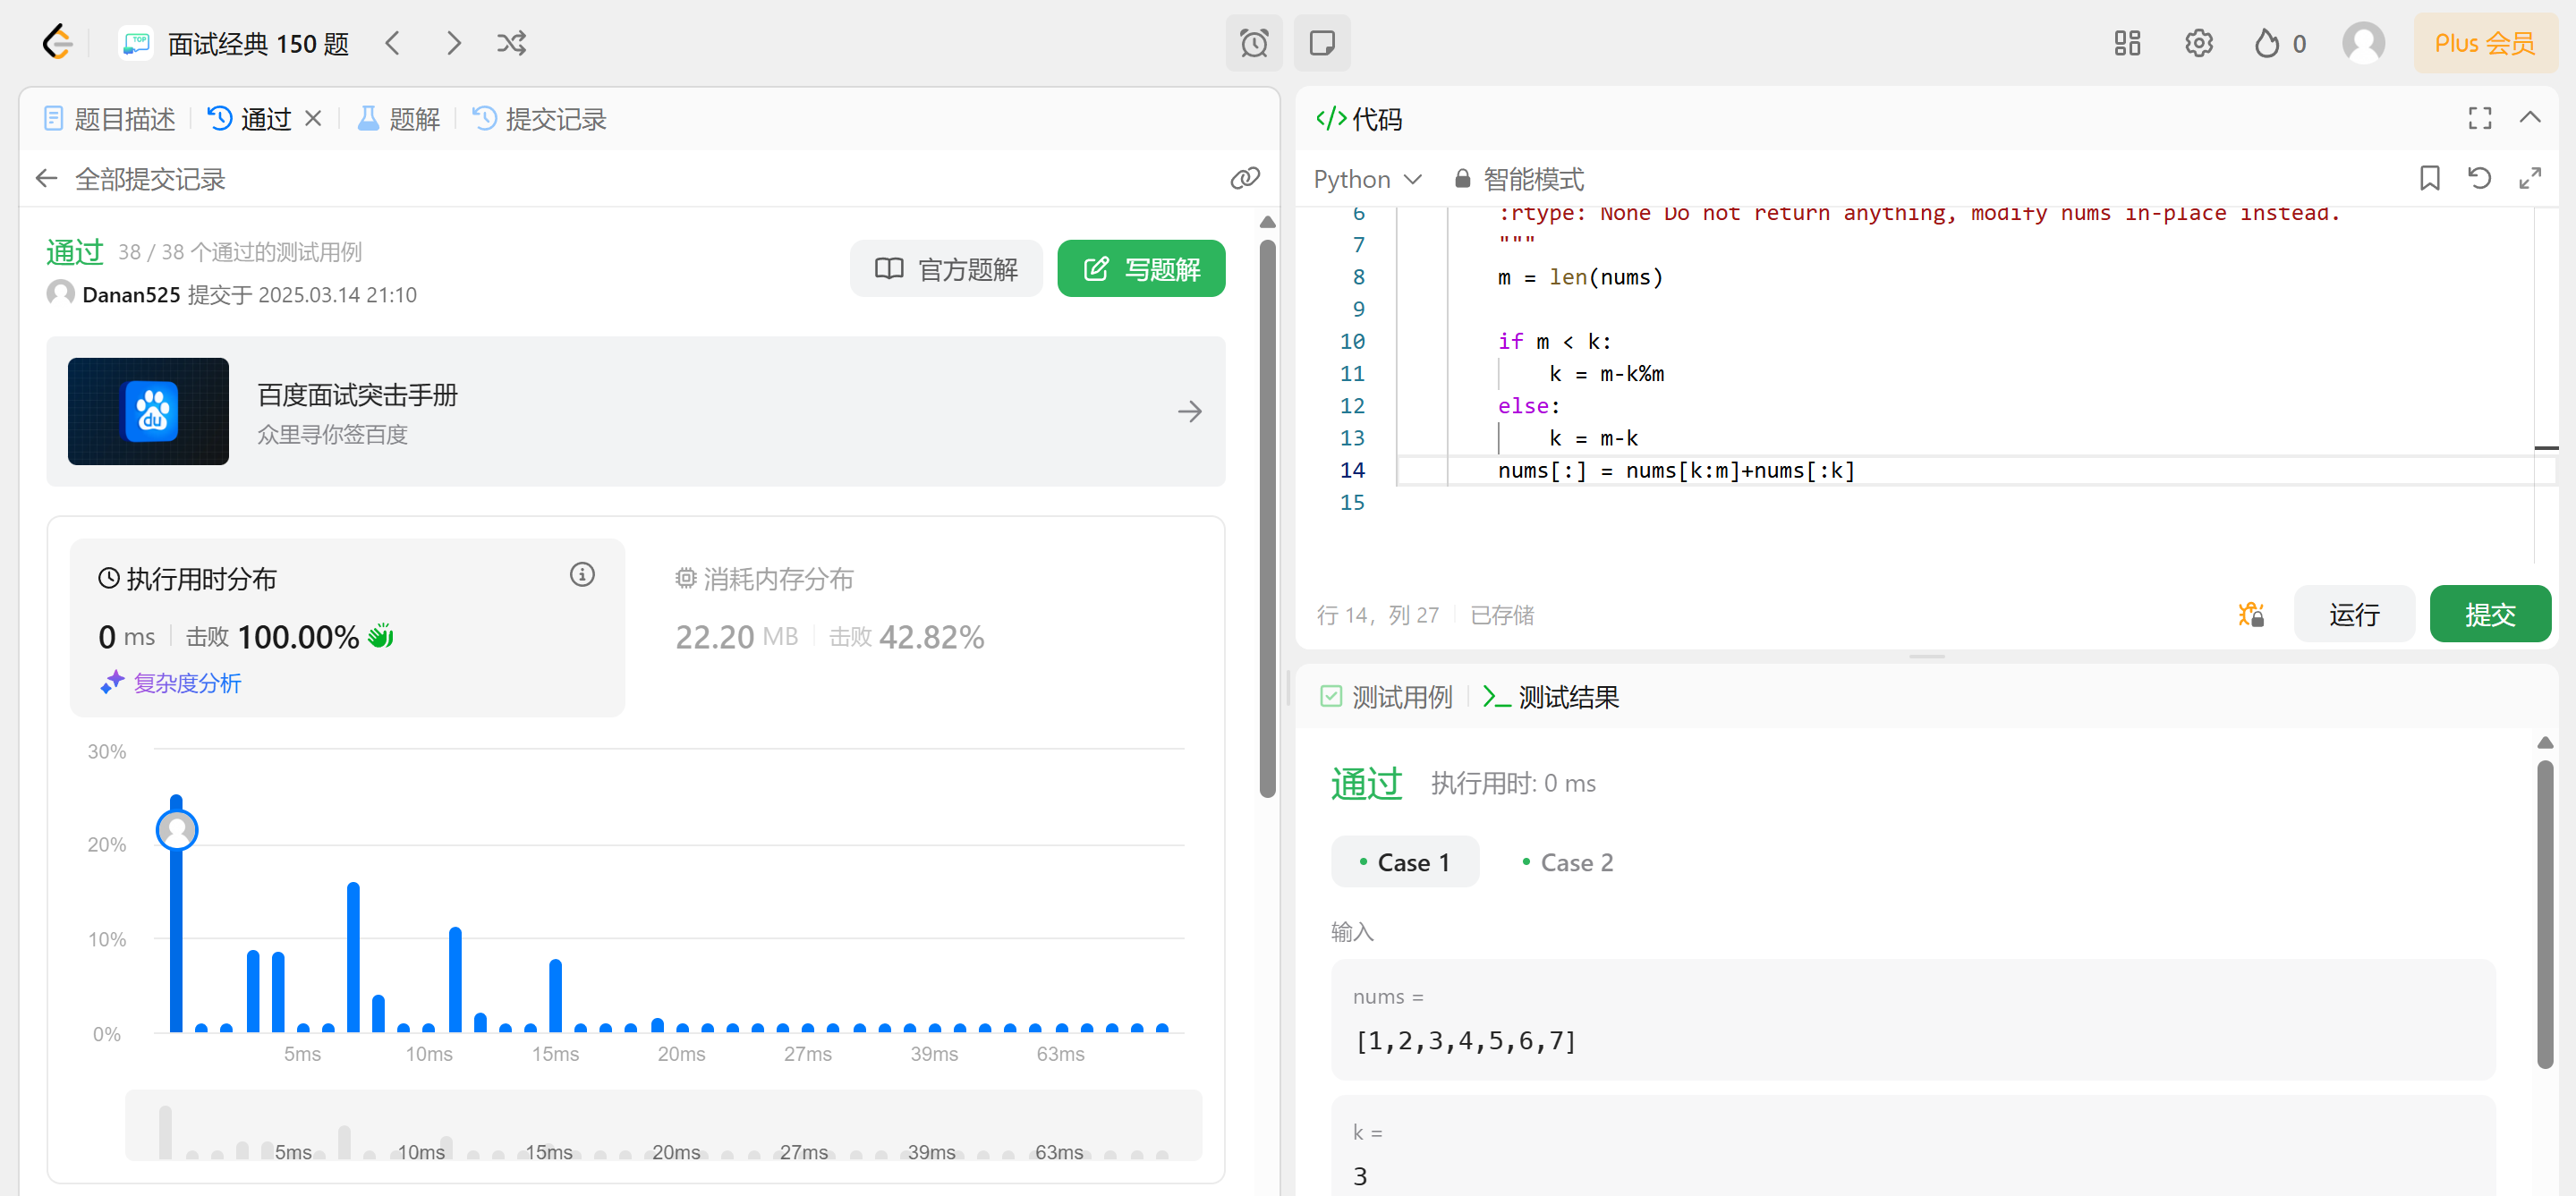 面试经典 150 题
0
Plus 会员
题目描述
通过
题解
提交记录
全部提交记录
通过 38 / 38 个通过的测试用例
Danan525 提交于 2025.03.14 21:10
官方题解
写题解
du
百度面试突击手册
众里寻你签百度
执行用时分布
0 ms 击败 100.00%
复杂度分析
消耗内存分布
22.20 MB 击败 42.82%
30%
20%
10%
0%
5ms 10ms 15ms 20ms 27ms 39ms 63ms
5ms 10ms 15ms 20ms 27ms 39ms 63ms
</> 代码
Python 智能模式
6 :rtype: None Do not return anything, modify nums in-place instead.
7 """
8 m = len(nums)
9
10 if m < k:
11 k = m-k%m
12 else:
13 k = m-k
14 nums[:] = nums[k:m]+nums[:k]
15
行 14, 列 27 已存储
运行
提交
测试用例
测试结果
通过 执行用时: 0 ms
Case 1
Case 2
输入
nums =
[1,2,3,4,5,6,7]
k =
3